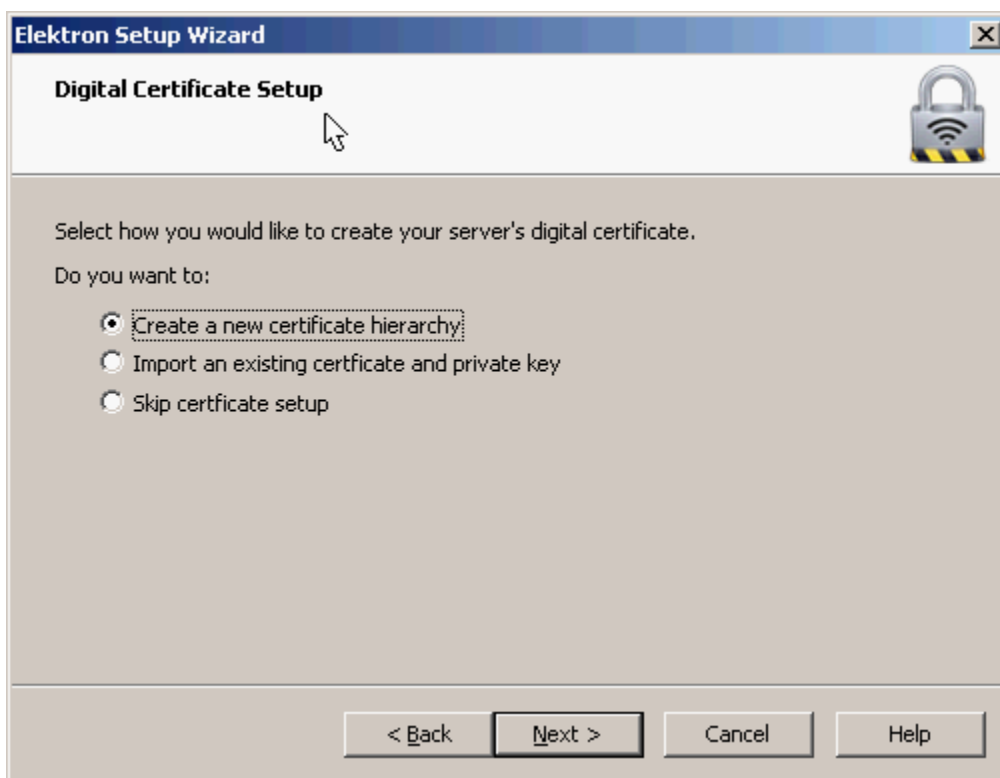 Elektron Setup Wizard
Digital Certificate Setup
Select how you would like to create your server's digital certificate.
Do you want to:
Create a new certificate hierarchy
Import an existing certficate and private key
Skip certficate setup
< Back Next > Cancel Help